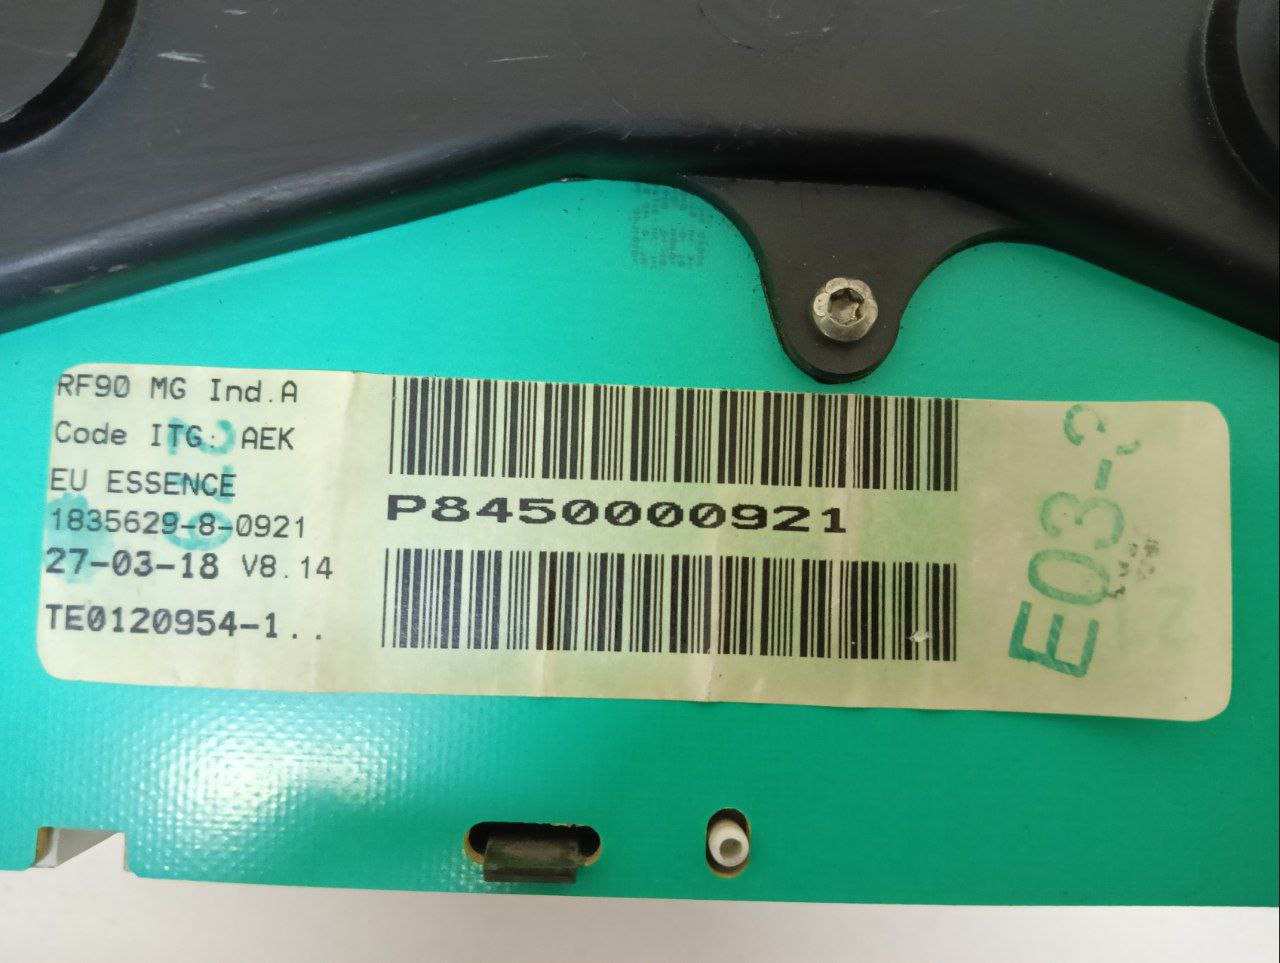 RF90 MG Ind.A
Code ITG: AEK
EU ESSENCE
1835629-8-0921
27-03-18 V8.14
TE0120954-1..
P8450000921
E03-2